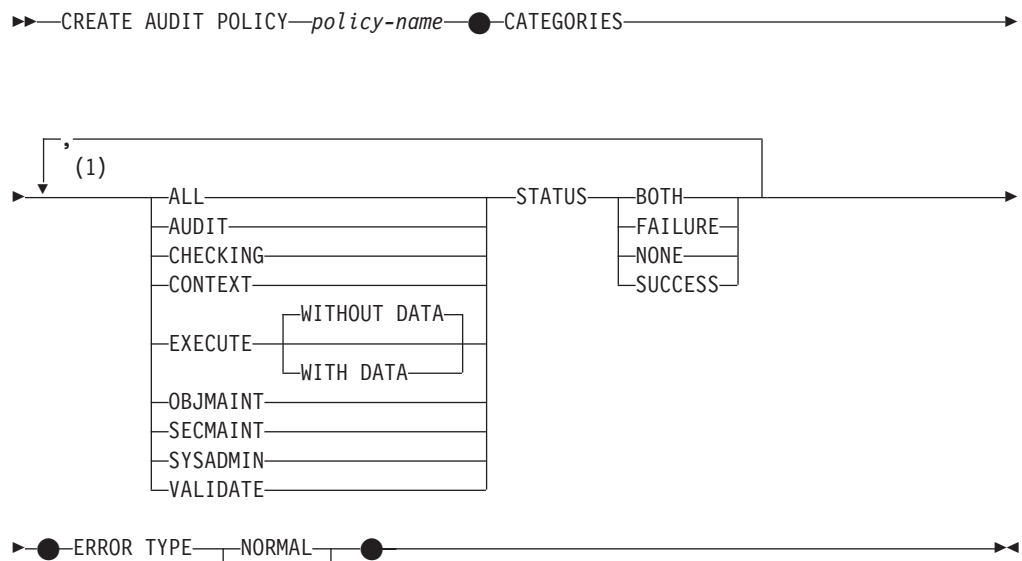 CREATE AUDIT POLICY policy-name CATEGORIES
,
(1)
ALL STATUS BOTH
AUDIT FAILURE
CHECKING NONE
CONTEXT SUCCESS
WITHOUT DATA
EXECUTE
WITH DATA
OBJMAINT
SECMAINT
SYSADMIN
VALIDATE
ERROR TYPE NORMAL